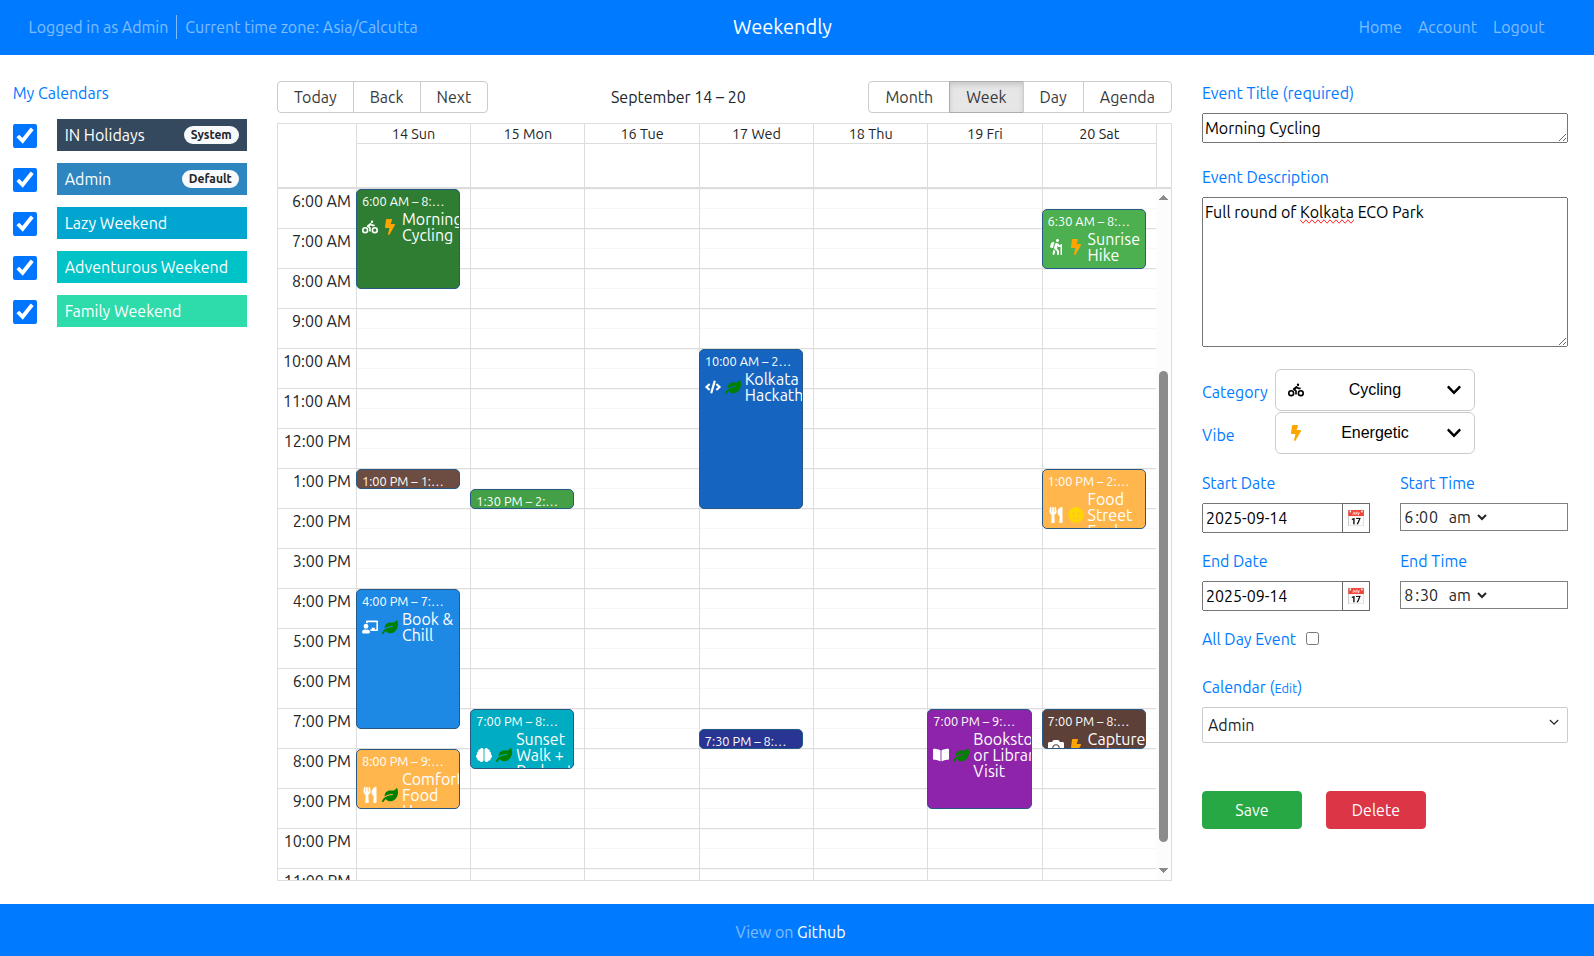 Logged in as Admin
Current time zone: Asia/Calcutta
Weekendly
Home
Account
Logout
My Calendars
IN Holidays
System
Admin
Default
Lazy Weekend
Adventurous Weekend
Family Weekend
Today
Back
Next
September 14 – 20
Month
Week
Day
Agenda
14 Sun
15 Mon
16 Tue
17 Wed
18 Thu
19 Fri
20 Sat
6:00 AM
7:00 AM
8:00 AM
9:00 AM
10:00 AM
11:00 AM
12:00 PM
1:00 PM
2:00 PM
3:00 PM
4:00 PM
5:00 PM
6:00 PM
7:00 PM
8:00 PM
9:00 PM
10:00 PM
11:00 PM
6:00 AM – 8:...
Morning
Cycling
1:00 PM – 1:...
4:00 PM – 7:...
Book &
Chill
8:00 PM – 9:...
Comfort
Food
1:30 PM – 2:...
7:00 PM – 8:...
Sunset
Walk +
10:00 AM – 2...
Kolkata
Hackath
7:30 PM – 8:...
7:00 PM – 9:...
Booksto
or Librar
Visit
6:30 AM – 8:...
Sunrise
Hike
1:00 PM – 2:...
Food
Street
7:00 PM – 8:...
Capture
Event Title (required)
Morning Cycling
Event Description
Full round of Kolkata ECO Park
Category
Cycling
Vibe
Energetic
Start Date
2025-09-14
Start Time
6:00 am
End Date
2025-09-14
End Time
8:30 am
All Day Event
Calendar (Edit)
Admin
Save
Delete
View on Github